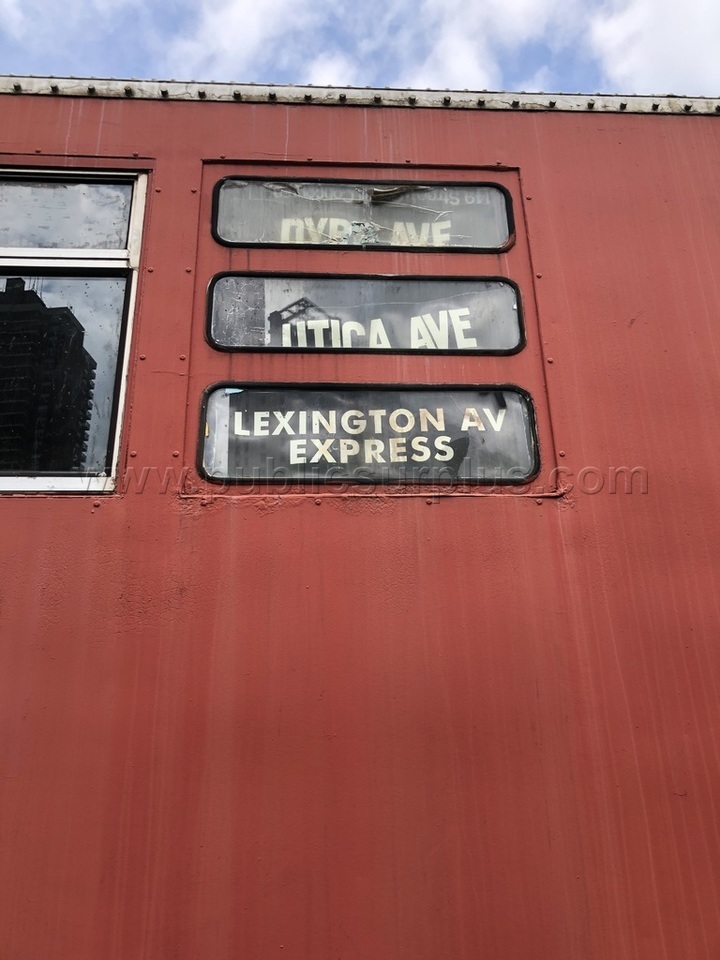 AVE
UTICA AVE
LEXINGTON AV
EXPRESS
www.publicsurplus.com